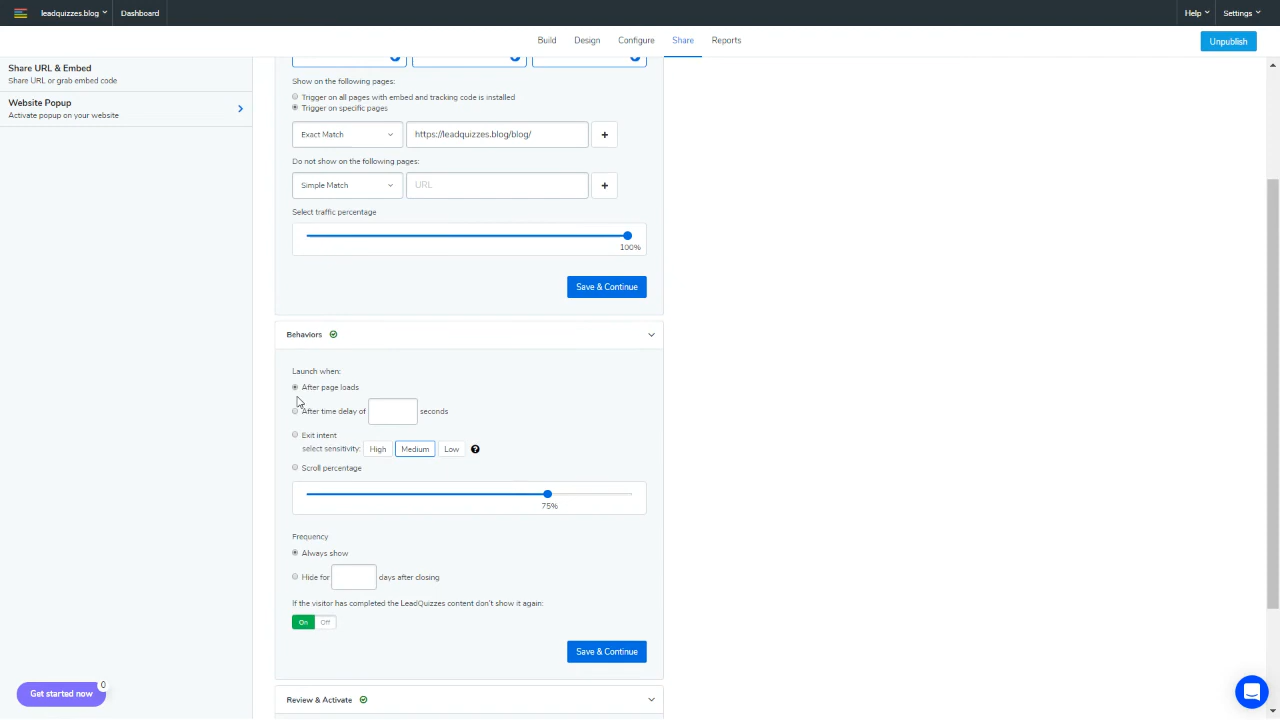 leadquizzes.blog Dashboard Help Settings
Build Design Configure Share Reports Unpublish
Share URL & Embed
Share URL or grab embed code
Website Popup
Activate popup on your website
Show on the following pages:
Trigger on all pages with embed and tracking code is installed
Trigger on specific pages
Exact Match https://leadquizzes.blog/blog/ +
Do not show on the following pages:
Simple Match URL +
Select traffic percentage
100%
Save & Continue
Behaviors
Launch when:
After page loads
After time delay of seconds
Exit intent
select sensitivity: High Medium Low ?
Scroll percentage
75%
Frequency:
Always show
Hide for days after closing
If the visitor has completed the LeadQuizzes content don't show it again:
On Off
Save & Continue
Review & Activate
Get started now 0